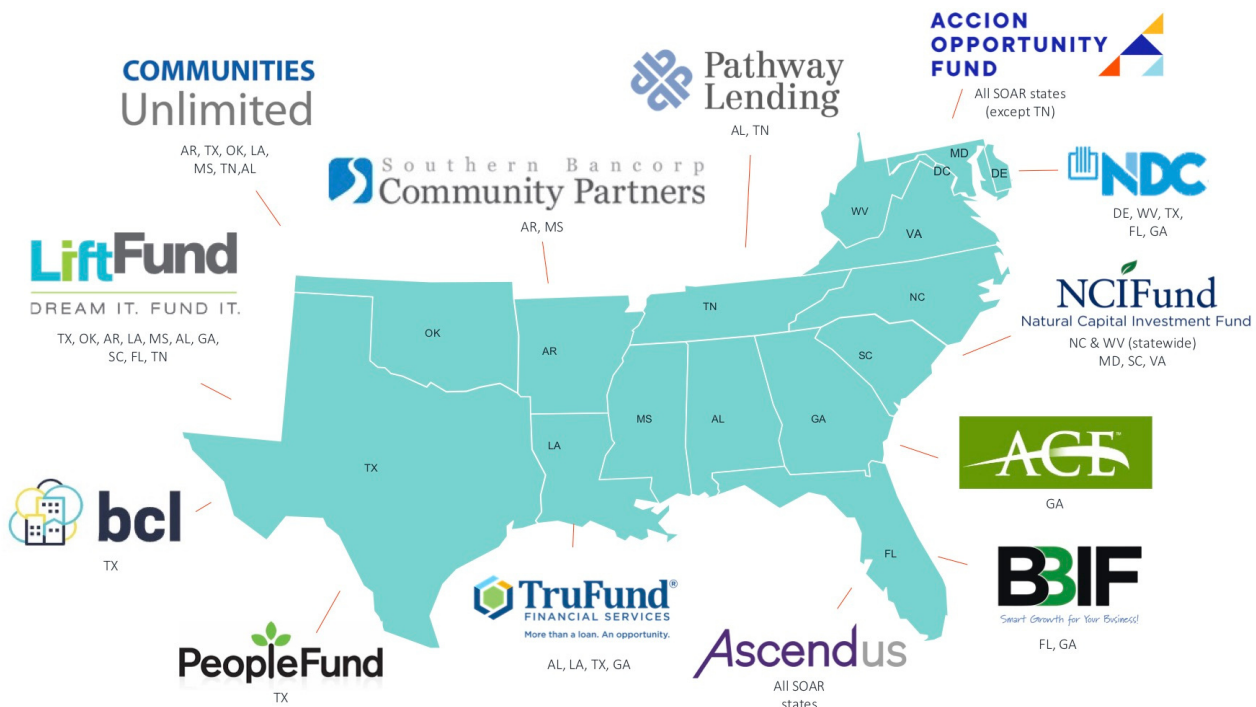 ACCION
OPPORTUNITY
FUND
All SOAR states
(except TN)
COMMUNITIES
Unlimited
AR, TX, OK, LA,
MS, TN,AL
Pathway
Lending
AL, TN
Southern Bancorp
Community Partners
AR, MS
NDC
DE, WV, TX,
FL, GA
LiftFund
DREAM IT. FUND IT.
TX, OK, AR, LA, MS, AL, GA,
SC, FL, TN
NCIFund
Natural Capital Investment Fund
NC & WV (statewide)
MD, SC, VA
MD
DC
DE
WV
VA
NC
TN
OK
AR
SC
MS
AL
GA
LA
TX
FL
ACE™
GA
bcl
TX
BBIF
Smart Growth for Your Business!
FL, GA
TruFund®
FINANCIAL SERVICES
More than a loan. An opportunity.
AL, LA, TX, GA
PeopleFund
TX
Ascendus
All SOAR
states